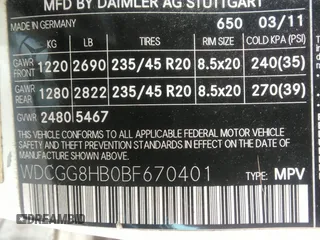 MFD BY DAIMLER AG STUTTGART
MADE IN GERMANY 650 03/11
KG LB TIRES RIM SIZE COLD KPA (PSI)
GAWR FRONT 1220 2690 235/45 R20 8.5x20 240(35)
GAWR REAR 1280 2822 235/45 R20 8.5x20 270(39)
GVWR 2480 5467
THIS VEHICLE CONFORMS TO ALL APPLICABLE FEDERAL MOTOR VEHICLE
SAFETY, BUMPER, AND THEFT PREVENTION STANDARDS IN
EFFECT ON THE DATE OF MANUFACTURE SHOWN ABOVE.
WDCGG8HB0BF670401 TYPE: MPV
DREAMBID